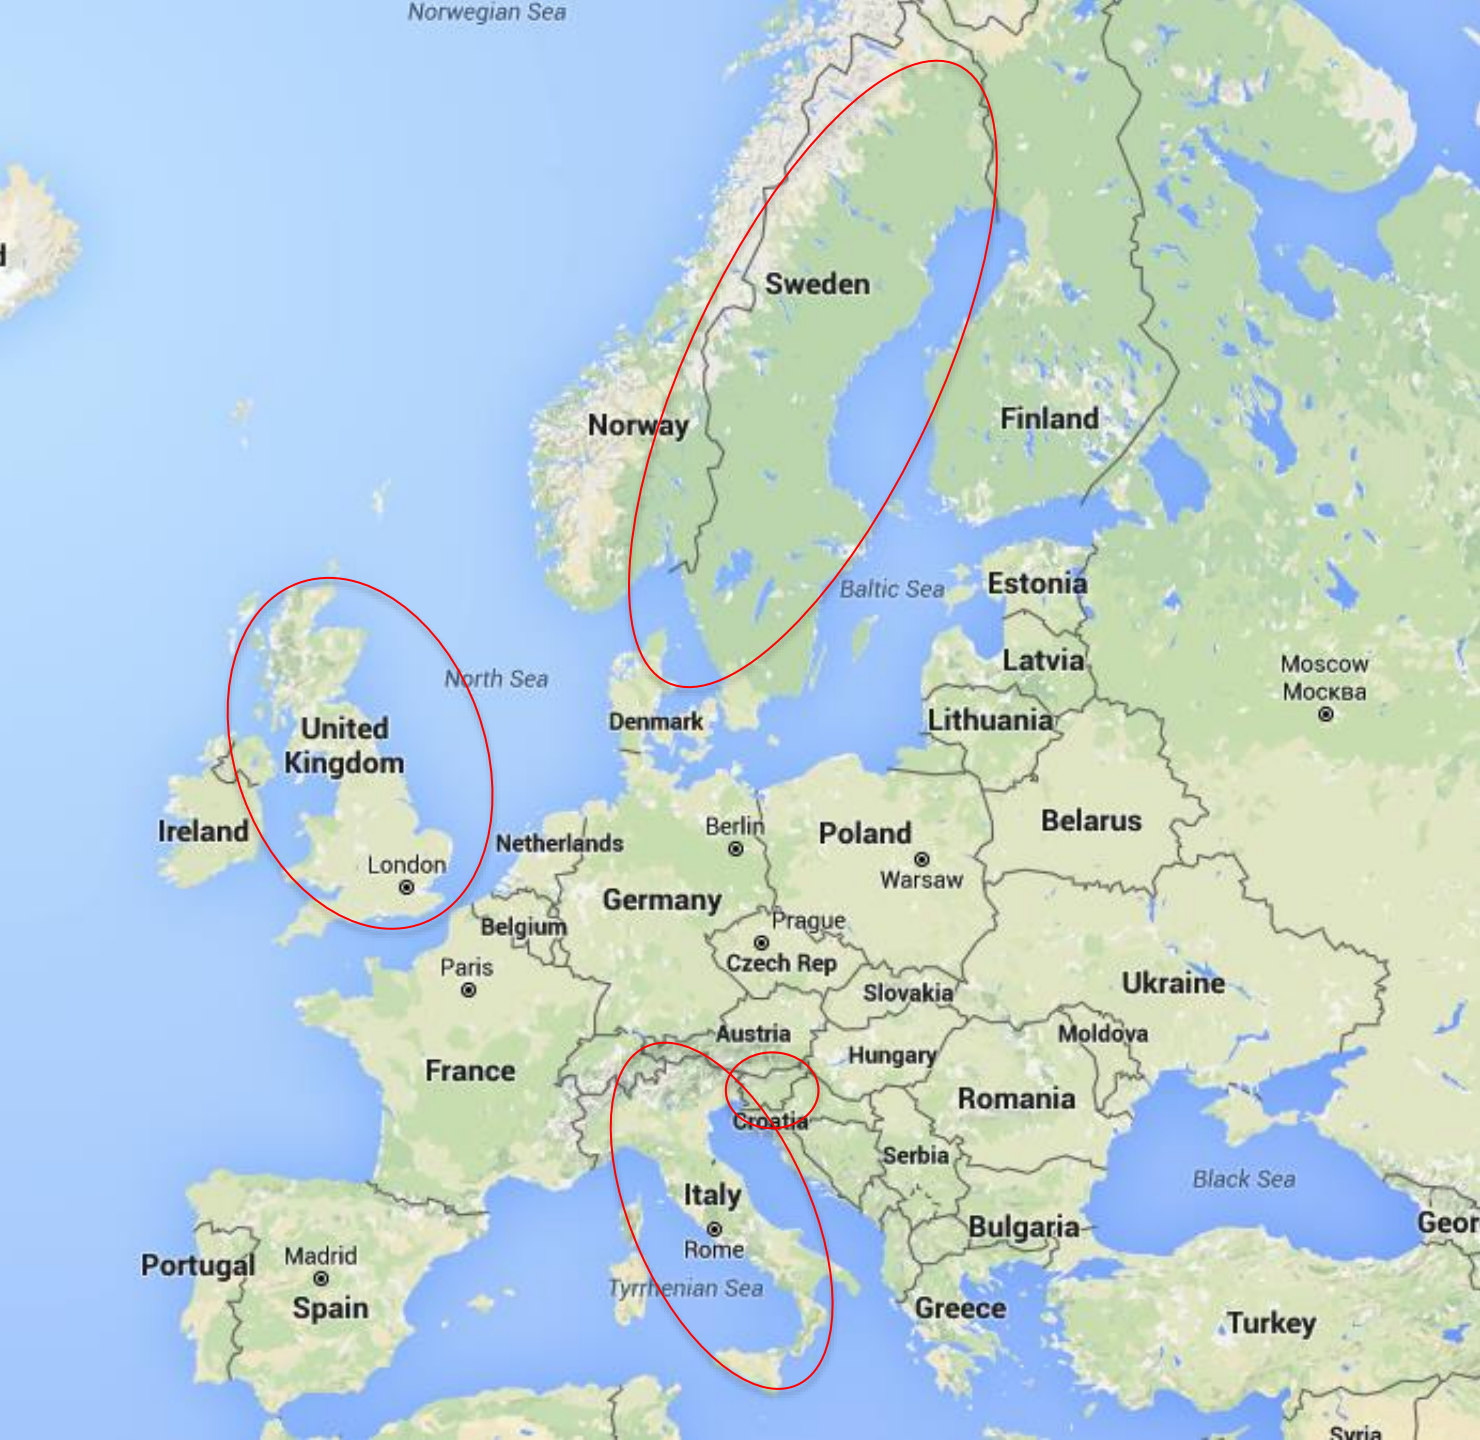 Norwegian Sea
d
Sweden
Norway
Finland
Baltic Sea
Estonia
North Sea
Latvia
Moscow
Москва
Denmark
Lithuania
United
Kingdom
Ireland
Netherlands
Berlin
Poland
Belarus
London
Warsaw
Germany
Belgium
Prague
Czech Rep
Paris
Slovakia
Ukraine
Austria
Moldova
Hungary
France
Romania
Croatia
Serbia
Black Sea
Italy
Rome
Bulgaria
Geor
Portugal
Madrid
Spain
Tyrrhenian Sea
Greece
Turkey
Syria